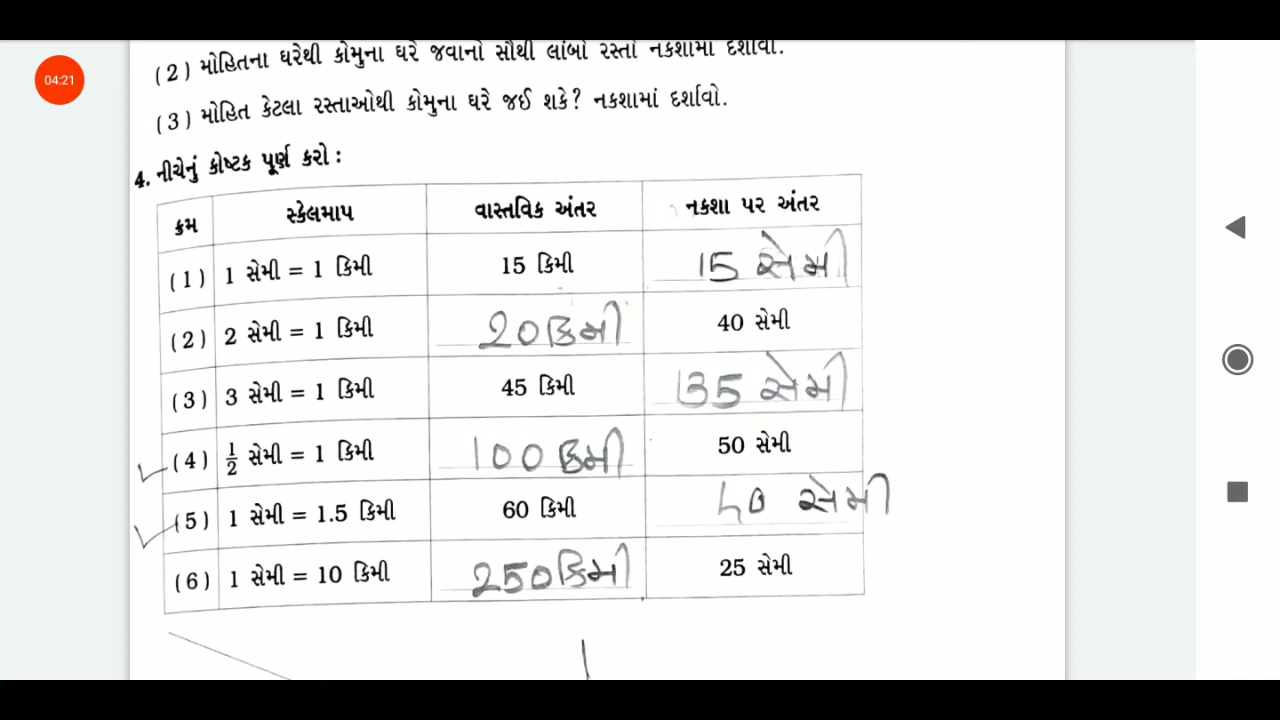 04:21
(2) મોહિતના ઘરેથી કોમુના ઘરે જવાનો સૌથી લાંબો રસ્તો નકશામાં દર્શાવો.
(3) મોહિત કેટલા રસ્તાઓથી કોમુના ઘરે જઈ શકે? નકશામાં દર્શાવો.
4. નીચેનું કોષ્ટક પૂર્ણ કરો :
ક્રમ સ્કેલમાપ વાસ્તવિક અંતર નકશા પર અંતર
(1) 1 સેમી = 1 કિમી 15 કિમી 15 સેમી
(2) 2 સેમી = 1 કિમી 20 કિમી 40 સેમી
(3) 3 સેમી = 1 કિમી 45 કિમી 135 સેમી
(4) 1/2 સેમી = 1 કિમી 100 કિમી 50 સેમી
(5) 1 સેમી = 1.5 કિમી 60 કિમી 40 સેમી
(6) 1 સેમી = 10 કિમી 250 કિમી 25 સેમી